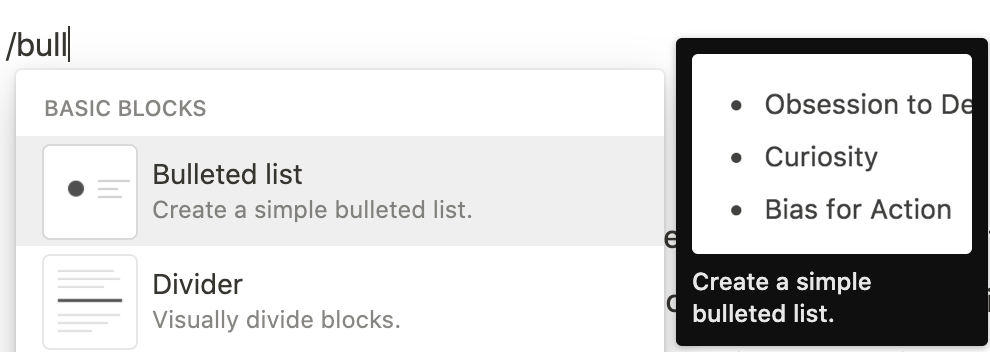 /bull
BASIC BLOCKS
Bulleted list
Create a simple bulleted list.
Divider
Visually divide blocks.
• Obsession to De
• Curiosity
• Bias for Action
Create a simple
bulleted list.